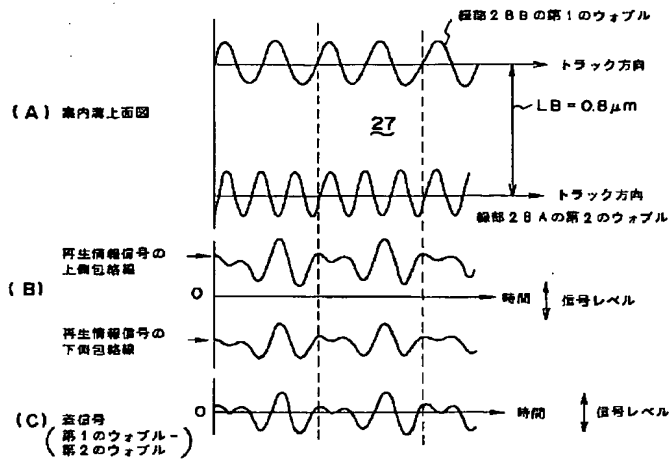 縁部28Bの第1のウォブル
トラック方向
(A) 案内溝上面図
27
LB=0.8μm
トラック方向
縁部28Aの第2のウォブル
再生情報信号の
上側包絡線
(B)
0
時間
信号レベル
再生情報信号の
下側包絡線
(C)
0
時間
信号レベル
差信号
(第1のウォブル-
第2のウォブル)